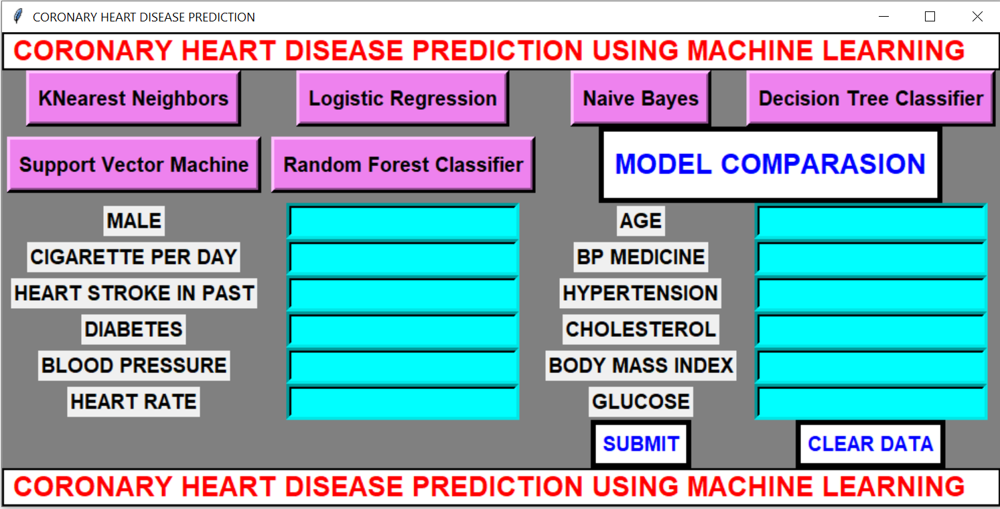 CORONARY HEART DISEASE PREDICTION
CORONARY HEART DISEASE PREDICTION USING MACHINE LEARNING
KNearest Neighbors Logistic Regression Naive Bayes Decision Tree Classifier
Support Vector Machine Random Forest Classifier MODEL COMPARASION
MALE AGE
CIGARETTE PER DAY BP MEDICINE
HEART STROKE IN PAST HYPERTENSION
DIABETES CHOLESTEROL
BLOOD PRESSURE BODY MASS INDEX
HEART RATE GLUCOSE
SUBMIT CLEAR DATA
CORONARY HEART DISEASE PREDICTION USING MACHINE LEARNING